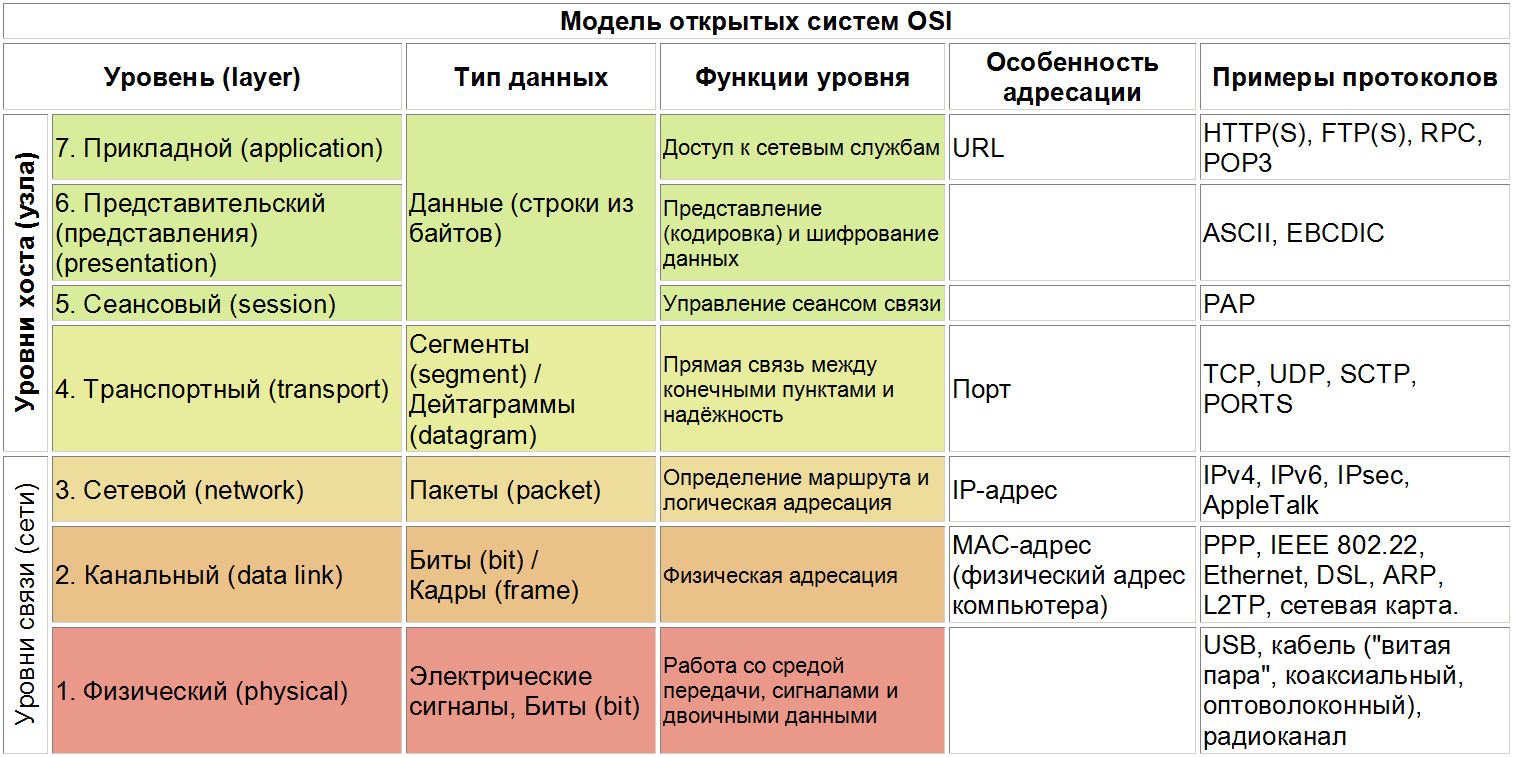 Модель открытых систем OSI
Уровень (layer)
Тип данных
Функции уровня
Особенность
адресации
Примеры протоколов
Уровни хоста (узла)
7. Прикладной (application)
Данные (строки из
байтов)
Доступ к сетевым службам
URL
HTTP(S), FTP(S), RPC,
POP3
6. Представительский
(представления)
(presentation)
Представление
(кодировка) и шифрование
данных
ASCII, EBCDIC
5. Сеансовый (session)
Управление сеансом связи
PAP
4. Транспортный (transport)
Сегменты
(segment) /
Дейтаграммы
(datagram)
Прямая связь между
конечными пунктами и
надёжность
Порт
TCP, UDP, SCTP,
PORTS
Уровни связи (сети)
3. Сетевой (network)
Пакеты (packet)
Определение маршрута и
логическая адресация
IP-адрес
IPv4, IPv6, IPsec,
AppleTalk
2. Канальный (data link)
Биты (bit) /
Кадры (frame)
Физическая адресация
MAC-адрес
(физический адрес
компьютера)
PPP, IEEE 802.22,
Ethernet, DSL, ARP,
L2TP, сетевая карта.
1. Физический (physical)
Электрические
сигналы, Биты (bit)
Работа со средой
передачи, сигналами и
двоичными данными
USB, кабель ("витая
пара", коаксиальный,
оптоволоконный),
радиоканал